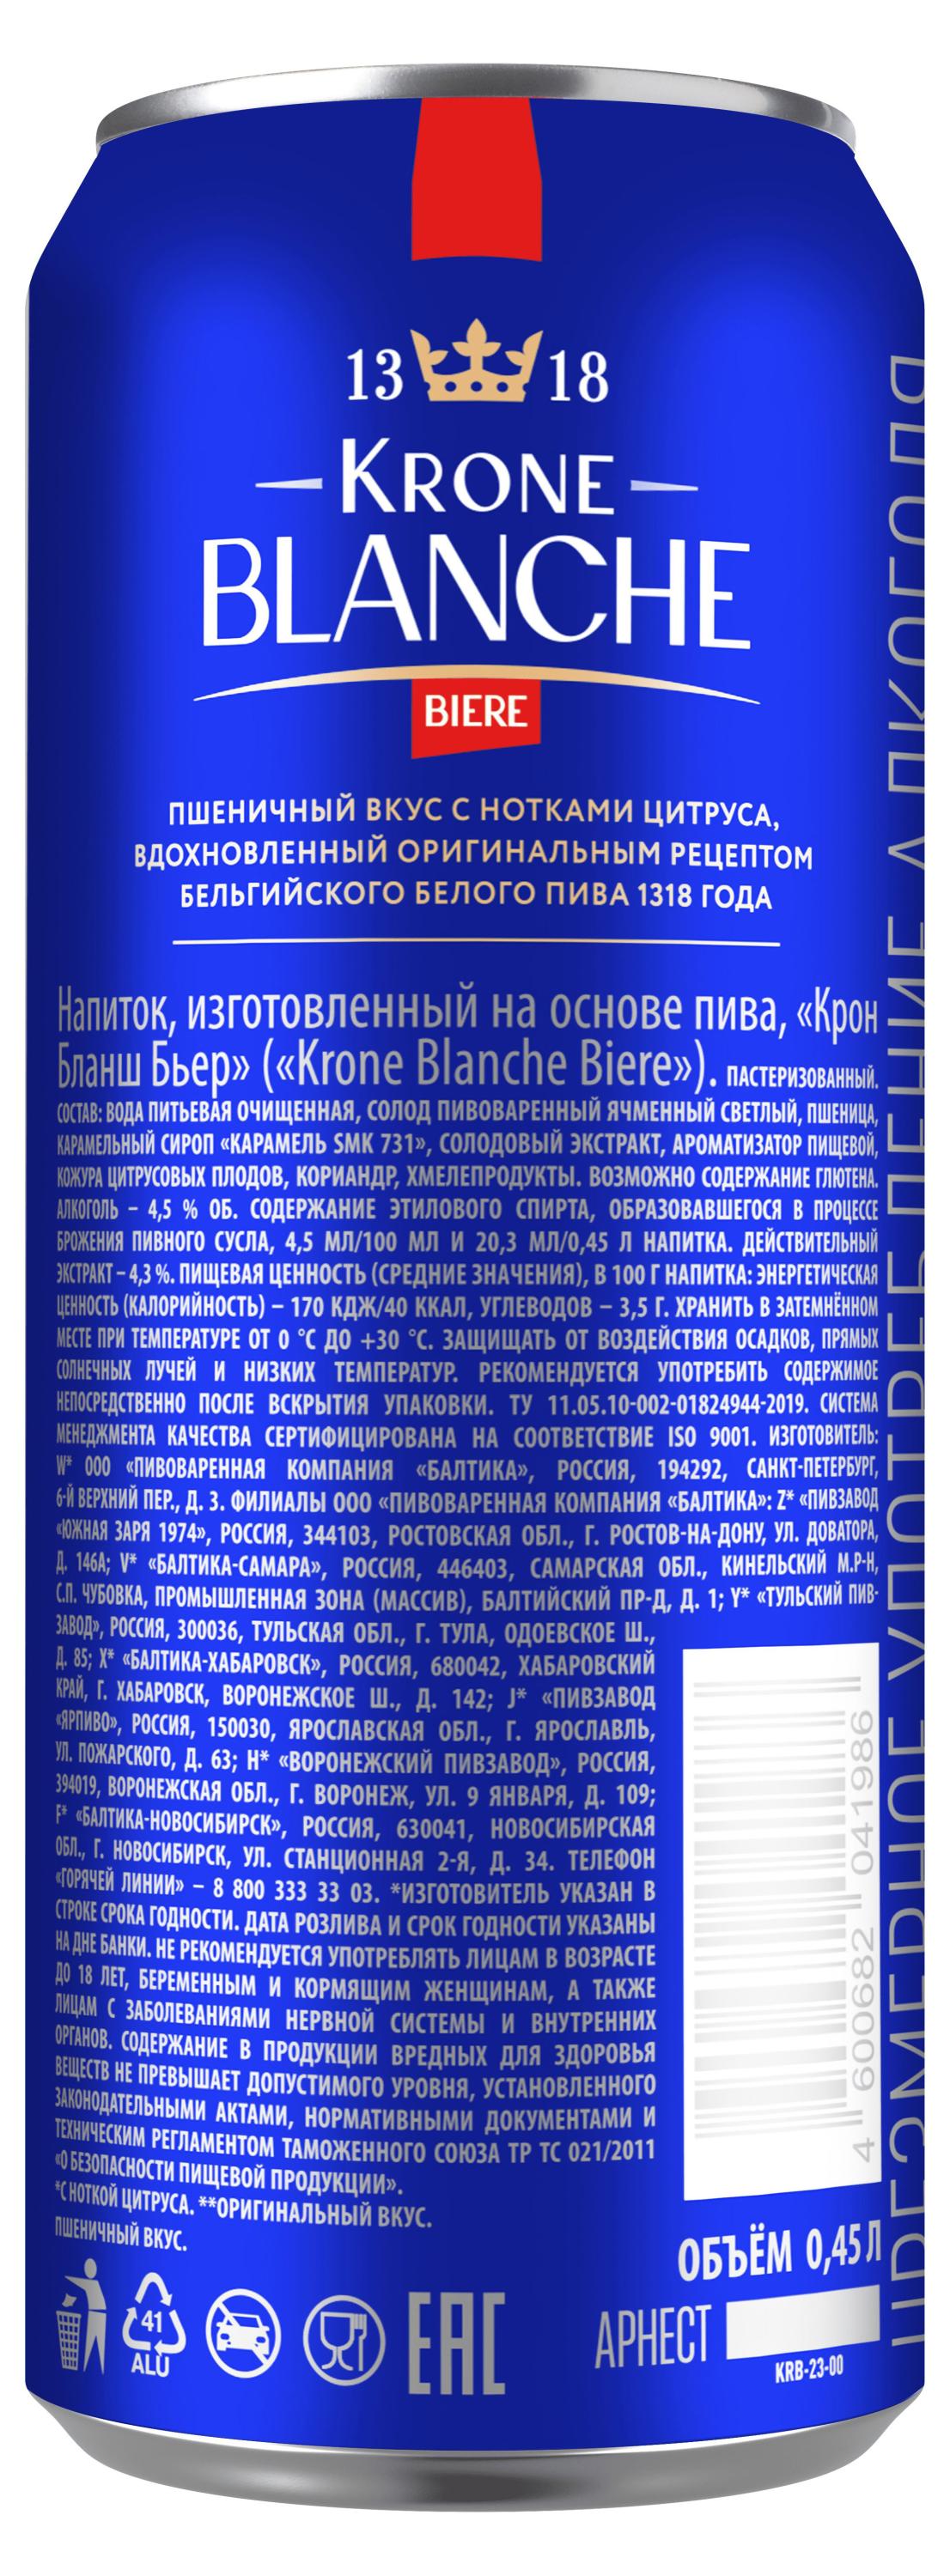 13 18
KRONE
BLANCHE
BIERE
ПШЕНИЧНЫЙ ВКУС С НОТКАМИ ЦИТРУСА,
ВДОХНОВЛЕННЫЙ ОРИГИНАЛЬНЫМ РЕЦЕПТОМ
БЕЛЬГИЙСКОГО БЕЛОГО ПИВА 1318 ГОДА
Напиток, изготовленный на основе пива, «Крон
Бланш Бьер» («Krone Blanche Biere»). ПАСТЕРИЗОВАННЫЙ.
СОСТАВ: ВОДА ПИТЬЕВАЯ ОЧИЩЕННАЯ, СОЛОД ПИВОВАРЕННЫЙ ЯЧМЕННЫЙ СВЕТЛЫЙ, ПШЕНИЦА,
КАРАМЕЛЬНЫЙ СИРОП «КАРАМЕЛЬ SMK 731», СОЛОДОВЫЙ ЭКСТРАКТ, АРОМАТИЗАТОР ПИЩЕВОЙ,
КОЖУРА ЦИТРУСОВЫХ ПЛОДОВ, КОРИАНДР, ХМЕЛЕПРОДУКТЫ. ВОЗМОЖНО СОДЕРЖАНИЕ ГЛЮТЕНА.
АЛКОГОЛЬ – 4,5 % ОБ. СОДЕРЖАНИЕ ЭТИЛОВОГО СПИРТА, ОБРАЗОВАВШЕГОСЯ В ПРОЦЕССЕ
БРОЖЕНИЯ ПИВНОГО СУСЛА, 4,5 МЛ/100 МЛ И 20,3 МЛ/0,45 Л НАПИТКА. ДЕЙСТВИТЕЛЬНЫЙ
ЭКСТРАКТ – 4,3 %. ПИЩЕВАЯ ЦЕННОСТЬ (СРЕДНИЕ ЗНАЧЕНИЯ), В 100 Г НАПИТКА: ЭНЕРГЕТИЧЕСКАЯ
ЦЕННОСТЬ (КАЛОРИЙНОСТЬ) – 170 КДЖ/40 ККАЛ, УГЛЕВОДОВ – 3,5 Г. ХРАНИТЬ В ЗАТЕМНЁННОМ
МЕСТЕ ПРИ ТЕМПЕРАТУРЕ ОТ 0 °С ДО +30 °С. ЗАЩИЩАТЬ ОТ ВОЗДЕЙСТВИЯ ОСАДКОВ, ПРЯМЫХ
СОЛНЕЧНЫХ ЛУЧЕЙ И НИЗКИХ ТЕМПЕРАТУР. РЕКОМЕНДУЕТСЯ УПОТРЕБИТЬ СОДЕРЖИМОЕ
НЕПОСРЕДСТВЕННО ПОСЛЕ ВСКРЫТИЯ УПАКОВКИ. ТУ 11.05.10-002-01824944-2019. СИСТЕМА
МЕНЕДЖМЕНТА КАЧЕСТВА СЕРТИФИЦИРОВАНА НА СООТВЕТСТВИЕ ISO 9001. ИЗГОТОВИТЕЛЬ:
W* ООО «ПИВОВАРЕННАЯ КОМПАНИЯ «БАЛТИКА», РОССИЯ, 194292, САНКТ-ПЕТЕРБУРГ,
6-Й ВЕРХНИЙ ПЕР., Д. 3. ФИЛИАЛЫ ООО «ПИВОВАРЕННАЯ КОМПАНИЯ «БАЛТИКА»: Z* «ПИВЗАВОД
«ЮЖНАЯ ЗАРЯ 1974», РОССИЯ, 344103, РОСТОВСКАЯ ОБЛ., Г. РОСТОВ-НА-ДОНУ, УЛ. ДОВАТОРА,
Д. 146А; V* «БАЛТИКА-САМАРА», РОССИЯ, 446403, САМАРСКАЯ ОБЛ., КИНЕЛЬСКИЙ М.Р-Н,
С.П. ЧУБОВКА, ПРОМЫШЛЕННАЯ ЗОНА (МАССИВ), БАЛТИЙСКИЙ ПР-Д, Д. 1; Y* «ТУЛЬСКИЙ ПИВ-
ЗАВОД», РОССИЯ, 300036, ТУЛЬСКАЯ ОБЛ., Г. ТУЛА, ОДОЕВСКОЕ Ш.,
Д. 85; X* «БАЛТИКА-ХАБАРОВСК», РОССИЯ, 680042, ХАБАРОВСКИЙ
КРАЙ, Г. ХАБАРОВСК, ВОРОНЕЖСКОЕ Ш., Д. 142; J* «ПИВЗАВОД
«ЯРПИВО», РОССИЯ, 150030, ЯРОСЛАВСКАЯ ОБЛ., Г. ЯРОСЛАВЛЬ,
УЛ. ПОЖАРСКОГО, Д. 63; H* «ВОРОНЕЖСКИЙ ПИВЗАВОД», РОССИЯ,
394019, ВОРОНЕЖСКАЯ ОБЛ., Г. ВОРОНЕЖ, УЛ. 9 ЯНВАРЯ, Д. 109;
F* «БАЛТИКА-НОВОСИБИРСК», РОССИЯ, 630041, НОВОСИБИРСКАЯ
ОБЛ., Г. НОВОСИБИРСК, УЛ. СТАНЦИОННАЯ 2-Я, Д. 34. ТЕЛЕФОН
«ГОРЯЧЕЙ ЛИНИИ» – 8 800 333 33 03. *ИЗГОТОВИТЕЛЬ УКАЗАН В
СТРОКЕ СРОКА ГОДНОСТИ. ДАТА РОЗЛИВА И СРОК ГОДНОСТИ УКАЗАНЫ
НА ДНЕ БАНКИ. НЕ РЕКОМЕНДУЕТСЯ УПОТРЕБЛЯТЬ ЛИЦАМ В ВОЗРАСТЕ
ДО 18 ЛЕТ, БЕРЕМЕННЫМ И КОРМЯЩИМ ЖЕНЩИНАМ, А ТАКЖЕ
ЛИЦАМ С ЗАБОЛЕВАНИЯМИ НЕРВНОЙ СИСТЕМЫ И ВНУТРЕННИХ
ОРГАНОВ. СОДЕРЖАНИЕ В ПРОДУКЦИИ ВРЕДНЫХ ДЛЯ ЗДОРОВЬЯ
ВЕЩЕСТВ НЕ ПРЕВЫШАЕТ ДОПУСТИМОГО УРОВНЯ, УСТАНОВЛЕННОГО
ЗАКОНОДАТЕЛЬНЫМИ АКТАМИ, НОРМАТИВНЫМИ ДОКУМЕНТАМИ И
ТЕХНИЧЕСКИМ РЕГЛАМЕНТОМ ТАМОЖЕННОГО СОЮЗА ТР ТС 021/2011
«О БЕЗОПАСНОСТИ ПИЩЕВОЙ ПРОДУКЦИИ».
*С НОТКОЙ ЦИТРУСА. **ОРИГИНАЛЬНЫЙ ВКУС.
ПШЕНИЧНЫЙ ВКУС.
4 600682 041986
ОБЪЁМ 0,45 Л
41
ALU
EAC
АРНЕСТ
KRB-23-00
ЧРЕЗМЕРНОЕ УПОТРЕБЛЕНИЕ АЛКОГОЛЯ